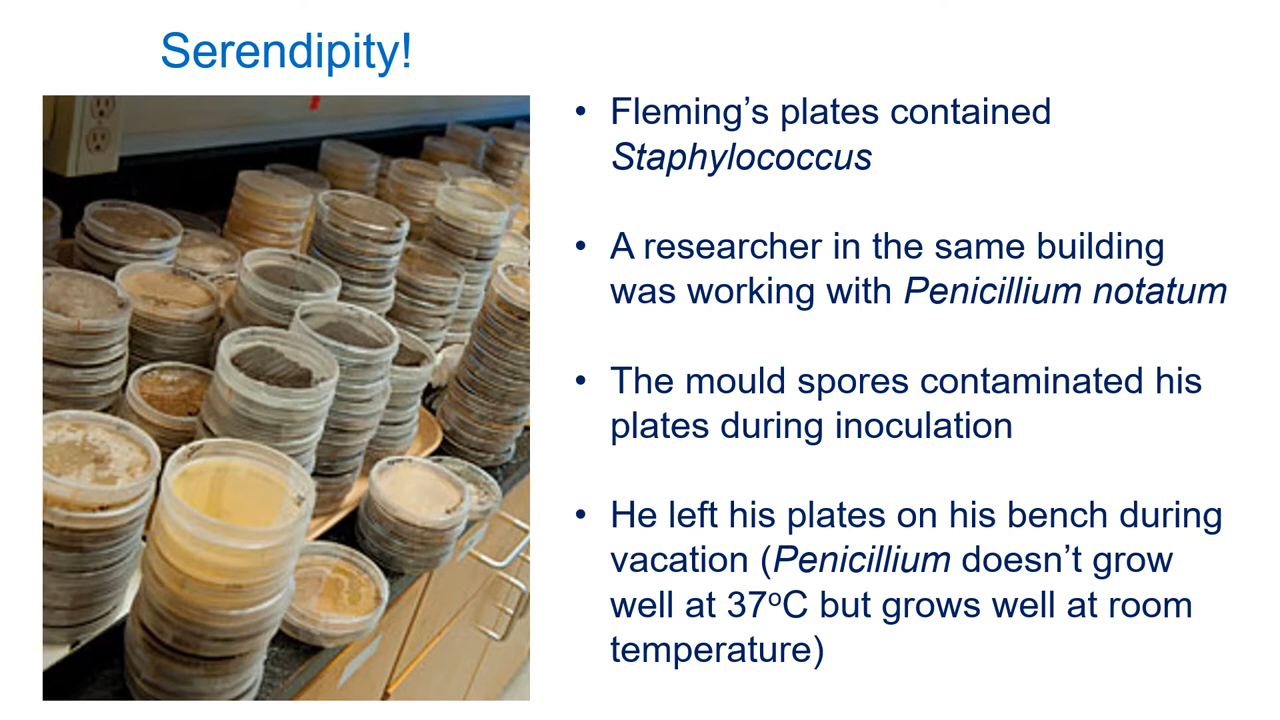 Serendipity!
• Fleming’s plates contained
Staphylococcus
• A researcher in the same building
was working with Penicillium notatum
• The mould spores contaminated his
plates during inoculation
• He left his plates on his bench during
vacation (Penicillium doesn’t grow
well at 37ºC but grows well at room
temperature)